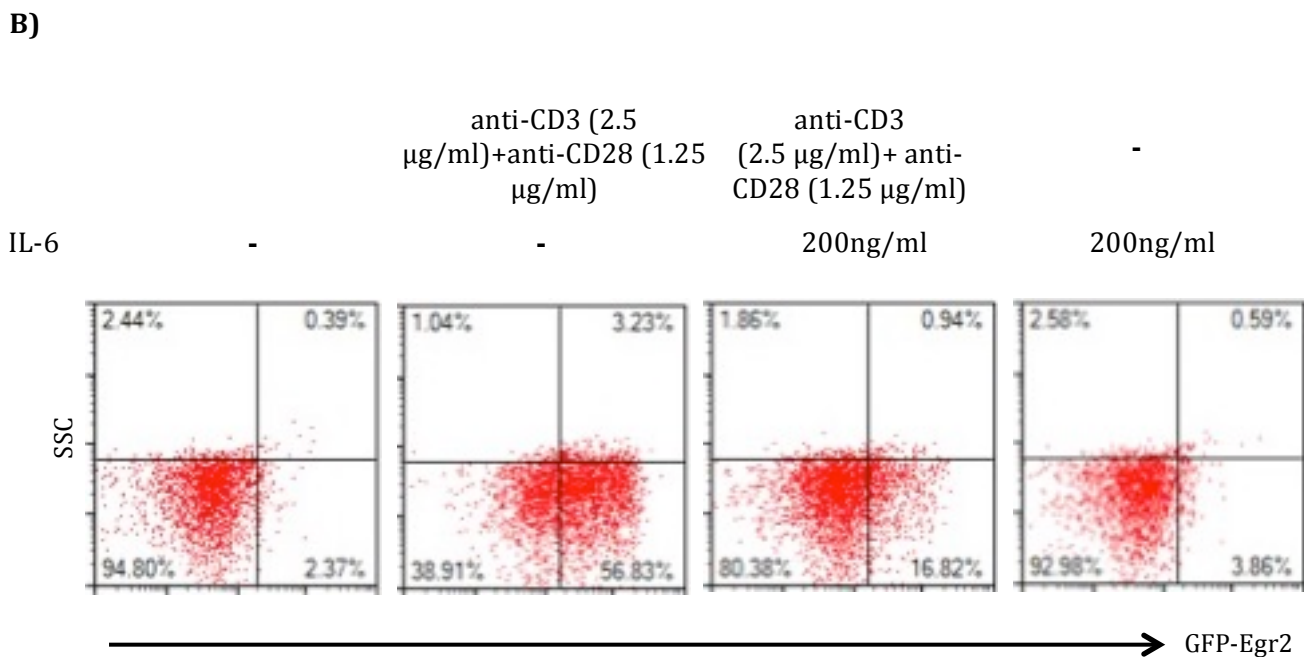 B)
anti-CD3 (2.5
μg/ml)+anti-CD28 (1.25
μg/ml)
anti-CD3
(2.5 μg/ml)+ anti-
CD28 (1.25 μg/ml)
-
IL-6 - - 200ng/ml 200ng/ml
2.44% 0.39% 1.04% 3.23% 1.86% 0.94% 2.58% 0.59%
SSC
94.80% 2.37% 38.91% 56.83% 80.38% 16.82% 92.98% 3.86%
GFP-Egr2